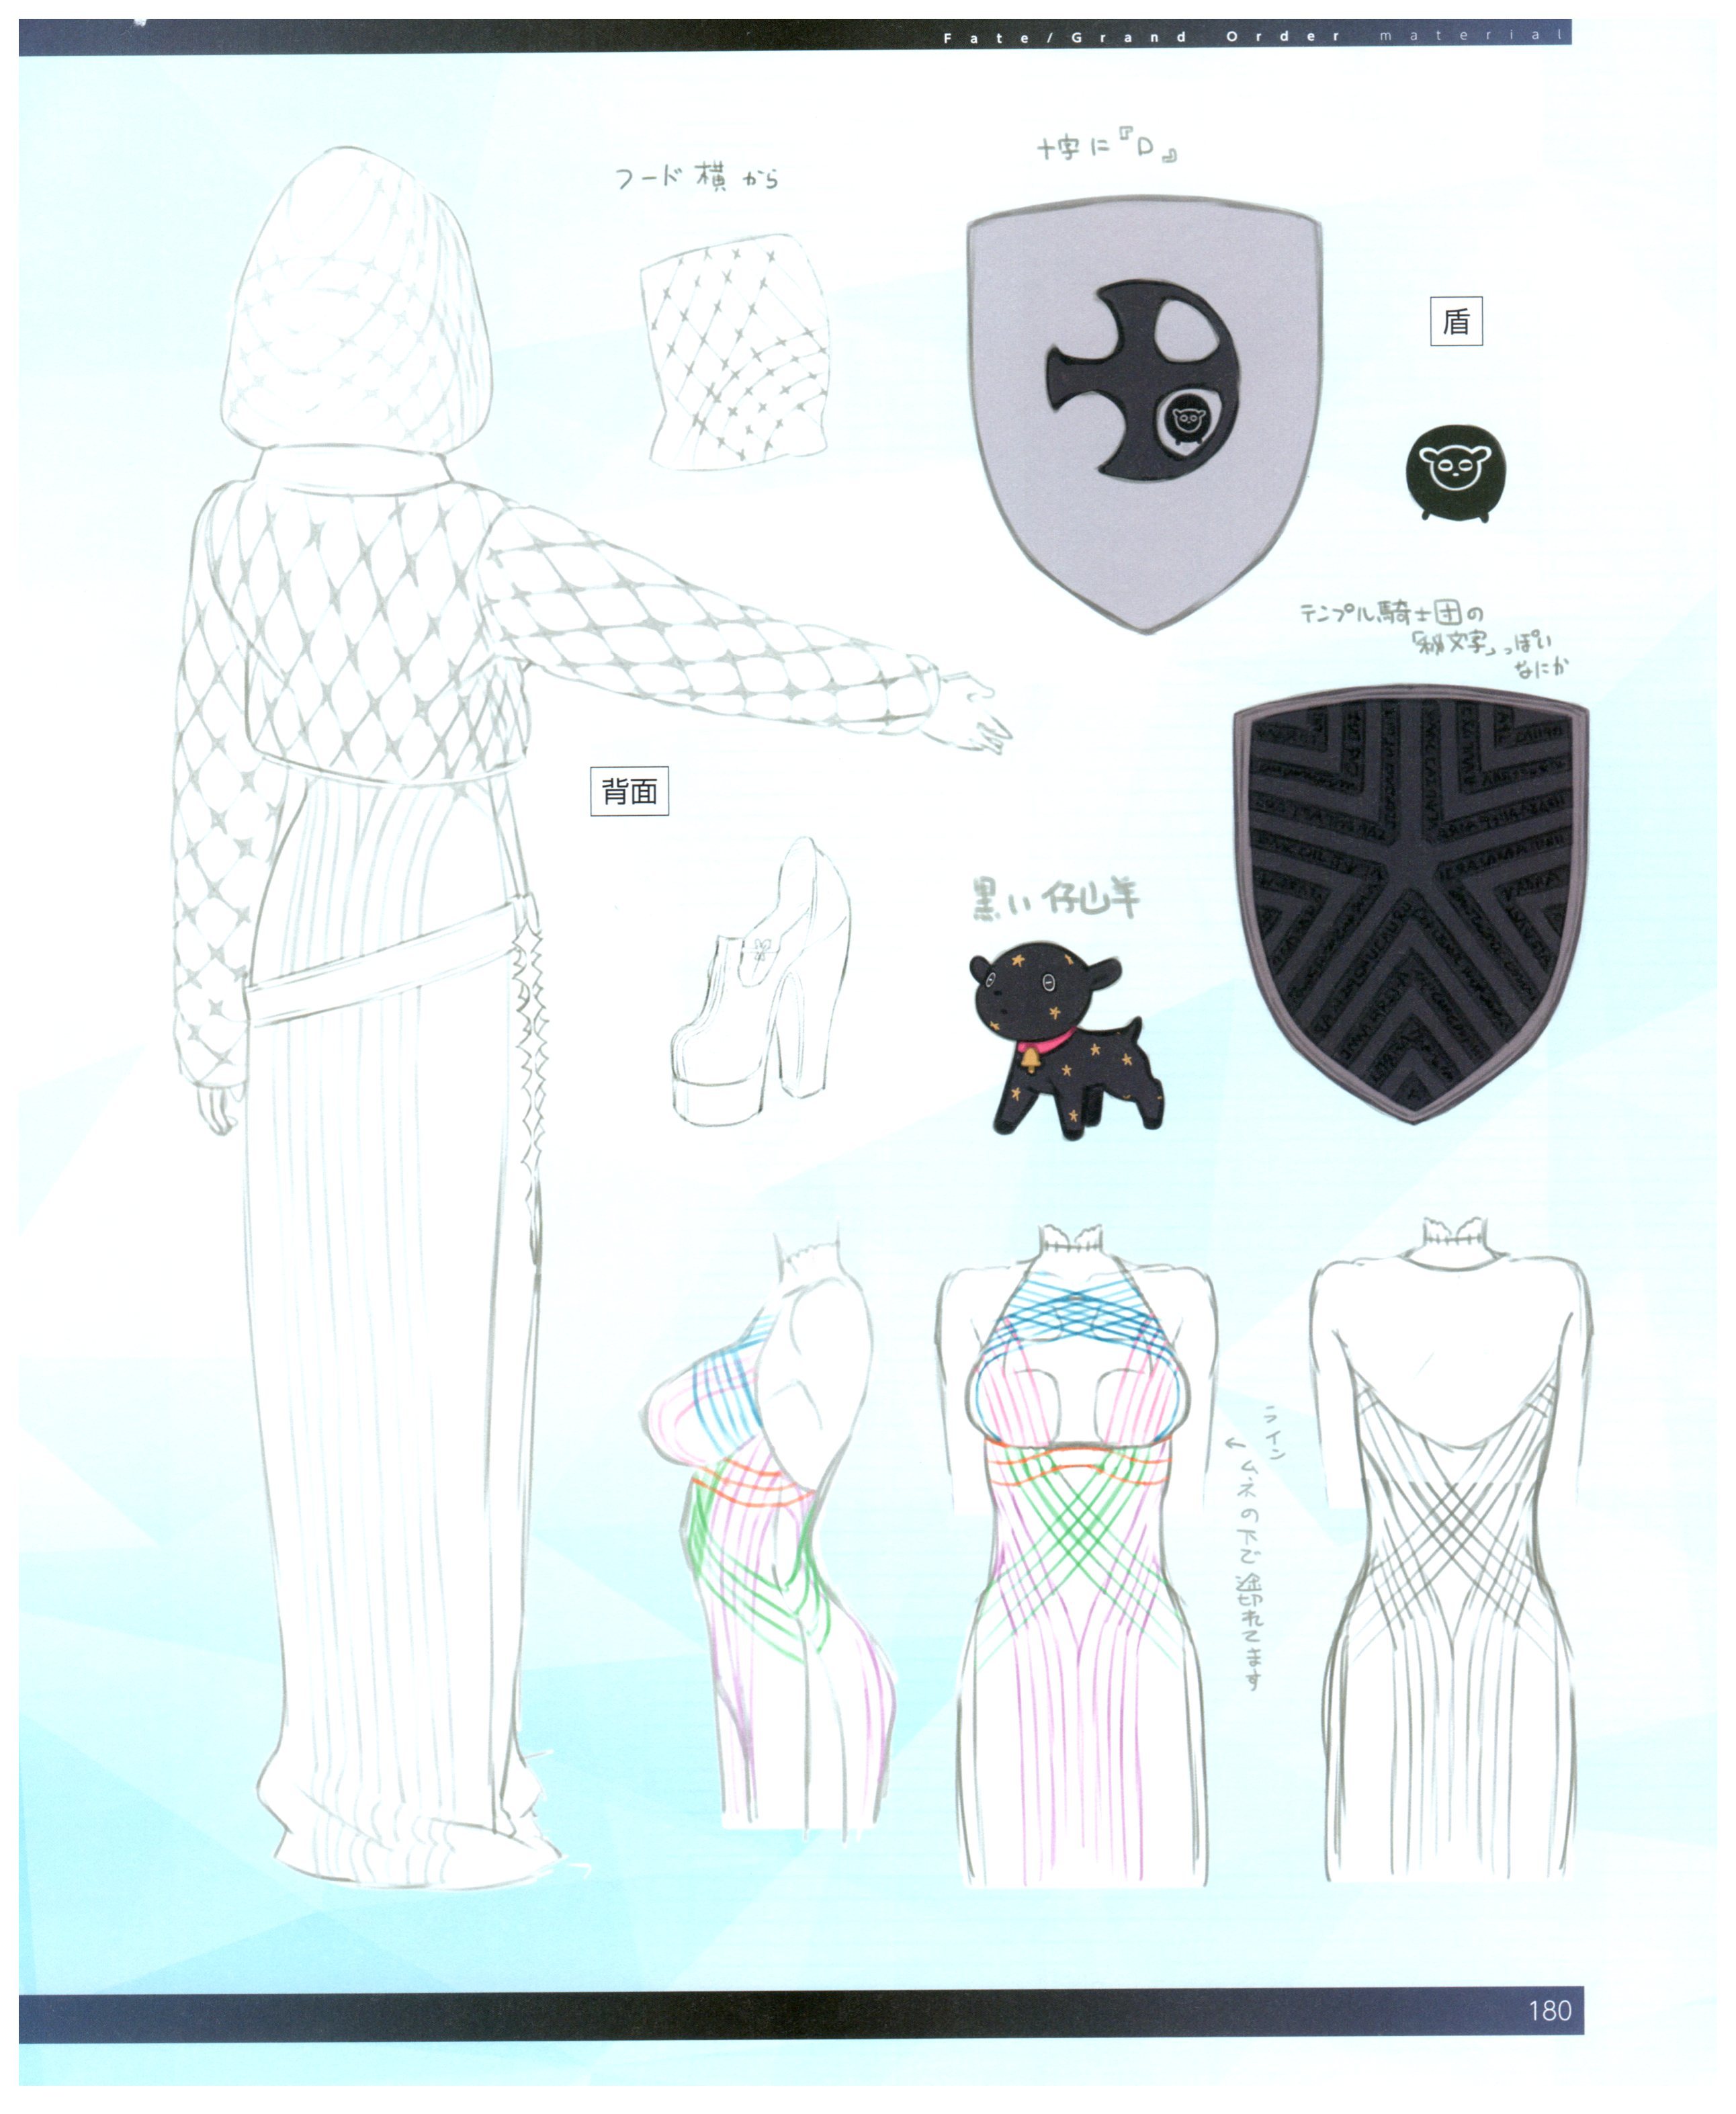 Fate/Grand Order material
フード横から
十字に『D』
盾
テンプル騎士団の
「秘文字」っぽい
なにか
背面
黒い仔山羊
ライン
←ムネの下で途切れてます
180